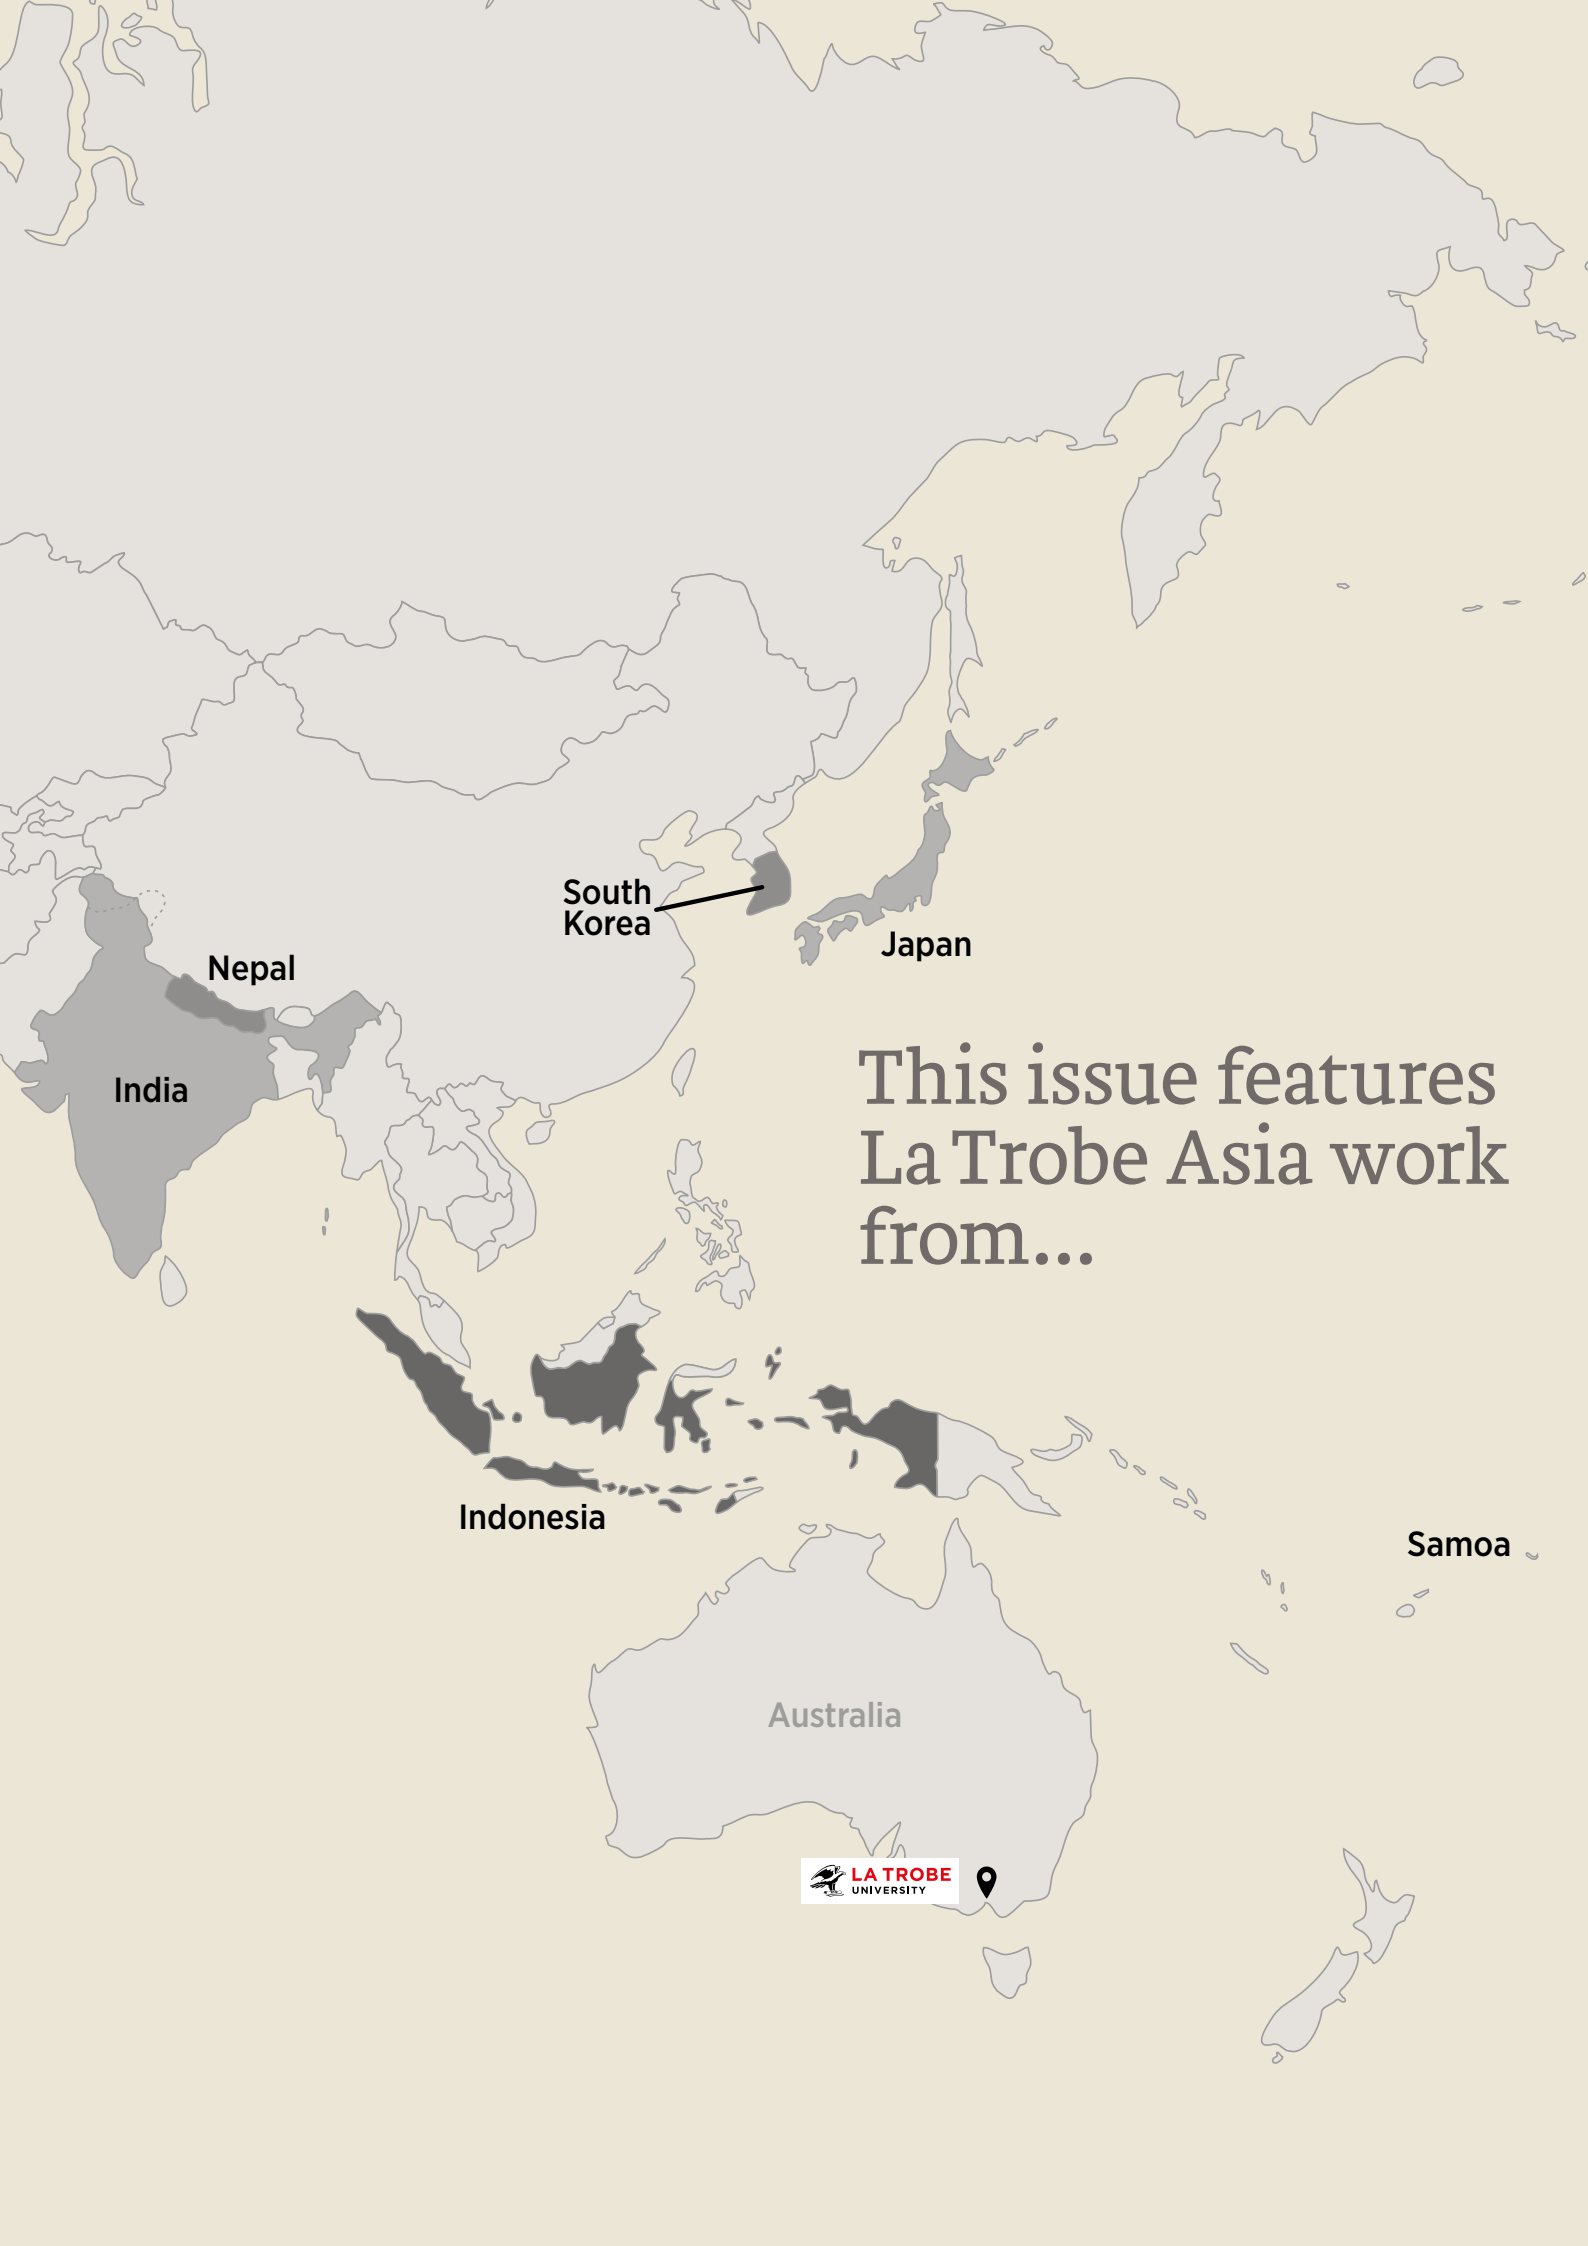 South
Korea
Japan
Nepal
India
This issue features
La Trobe Asia work
from...
Indonesia
Samoa
Australia
LA TROBE
UNIVERSITY